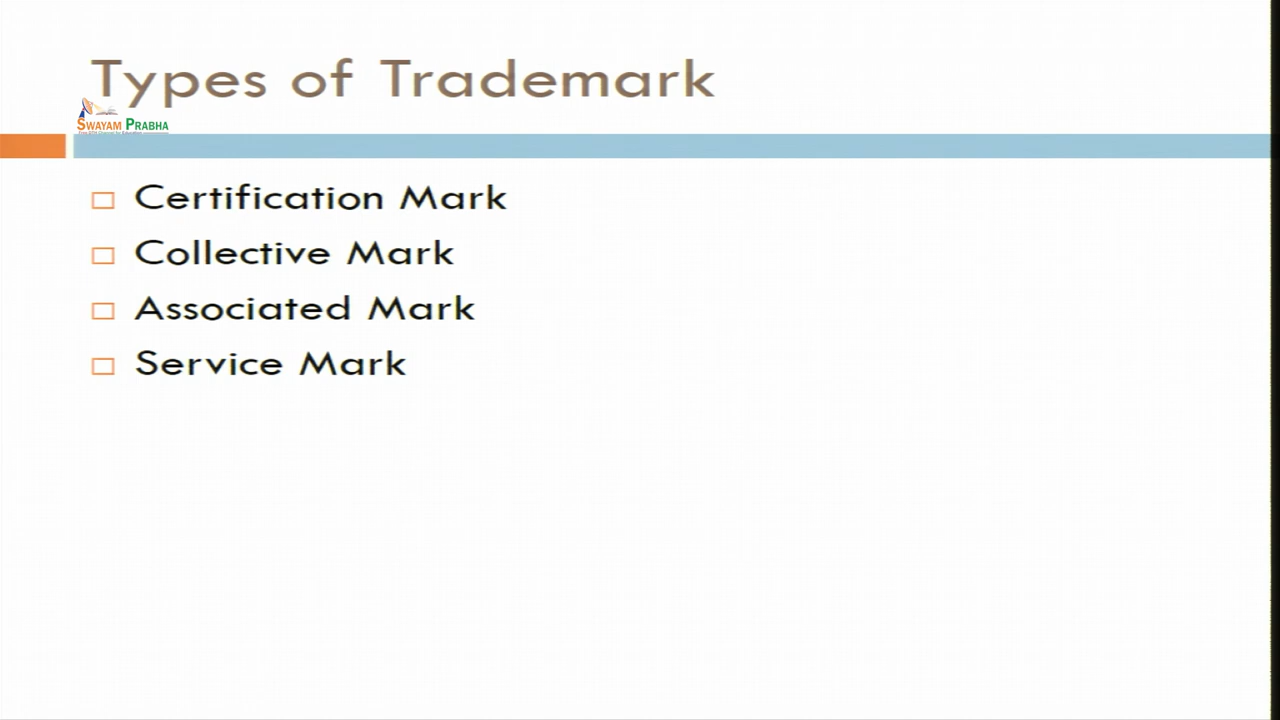 Types of Trademark
SWAYAM PRABHA
Certification Mark
Collective Mark
Associated Mark
Service Mark